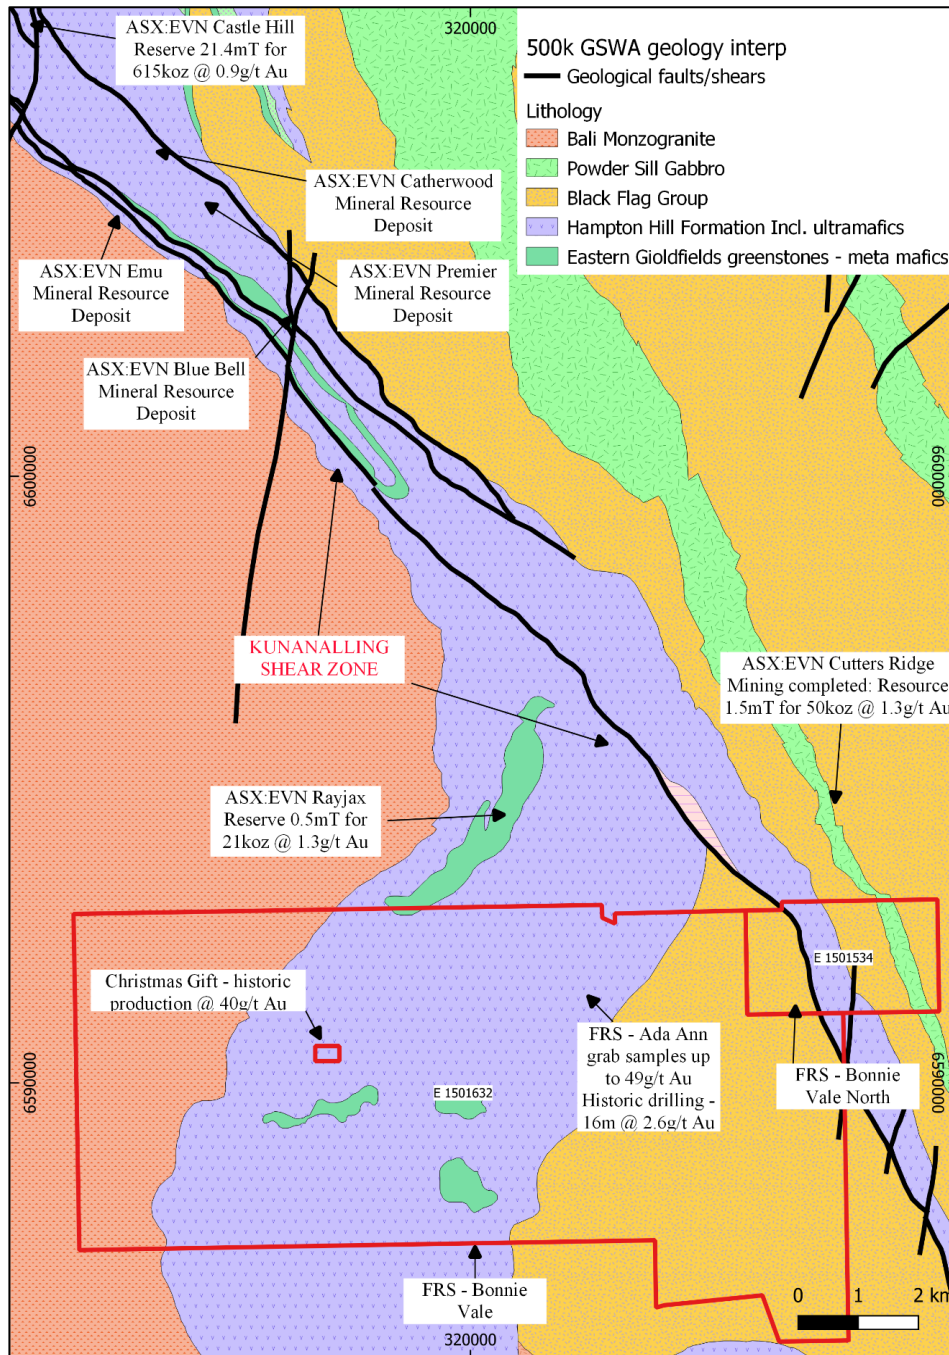 320000
ASX:EVN Castle Hill
Reserve 21.4mT for
615koz @ 0.9g/t Au
500k GSWA geology interp
Geological faults/shears
Lithology
Bali Monzogranite
Powder Sill Gabbro
Black Flag Group
Hampton Hill Formation Incl. ultramafics
Eastern Gioldfields greenstones - meta mafics
ASX:EVN Catherwood
Mineral Resource
Deposit
ASX:EVN Emu
Mineral Resource
Deposit
ASX:EVN Premier
Mineral Resource
Deposit
ASX:EVN Blue Bell
Mineral Resource
Deposit
6600000
6600000
KUNANALLING
SHEAR ZONE
ASX:EVN Cutters Ridge
Mining completed: Resource
1.5mT for 50koz @ 1.3g/t Au
ASX:EVN Rayjax
Reserve 0.5mT for
21koz @ 1.3g/t Au
E 1501534
Christmas Gift - historic
production @ 40g/t Au
FRS - Ada Ann
grab samples up
to 49g/t Au
Historic drilling -
16m @ 2.6g/t Au
FRS - Bonnie
Vale North
6590000
6590000
E 1501632
FRS - Bonnie
Vale
0 1 2 km
320000